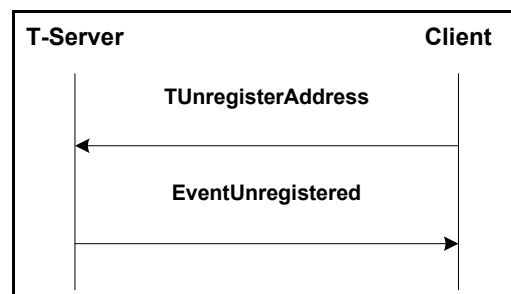 T-Server Client
TUnregisterAddress
EventUnregistered